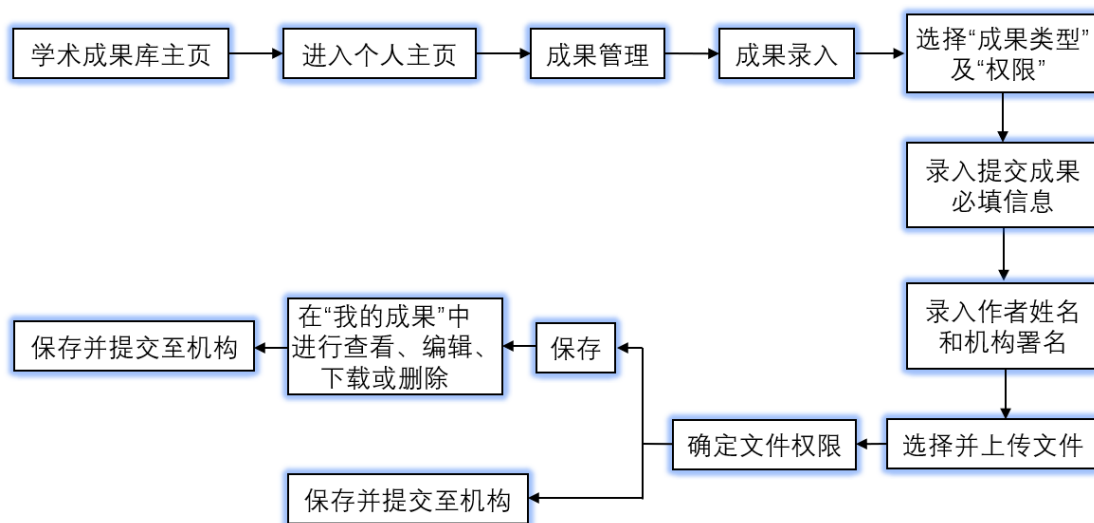 学术成果库主页
进入个人主页
成果管理
成果录入
选择“成果类型”
及“权限”
录入提交成果
必填信息
录入作者姓名
和机构署名
选择并上传文件
确定文件权限
保存
在“我的成果”中
进行查看、编辑、
下载或删除
保存并提交至机构
保存并提交至机构